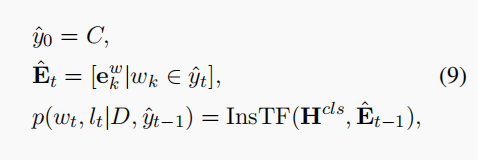 ŷ₀ = C,
Ê_t = [e_k^w | w_k ∈ ŷ_t], (9)
p(w_t, l_t | D, ŷ_{t−1}) = InsTF(H^{cls}, Ê_{t−1}),